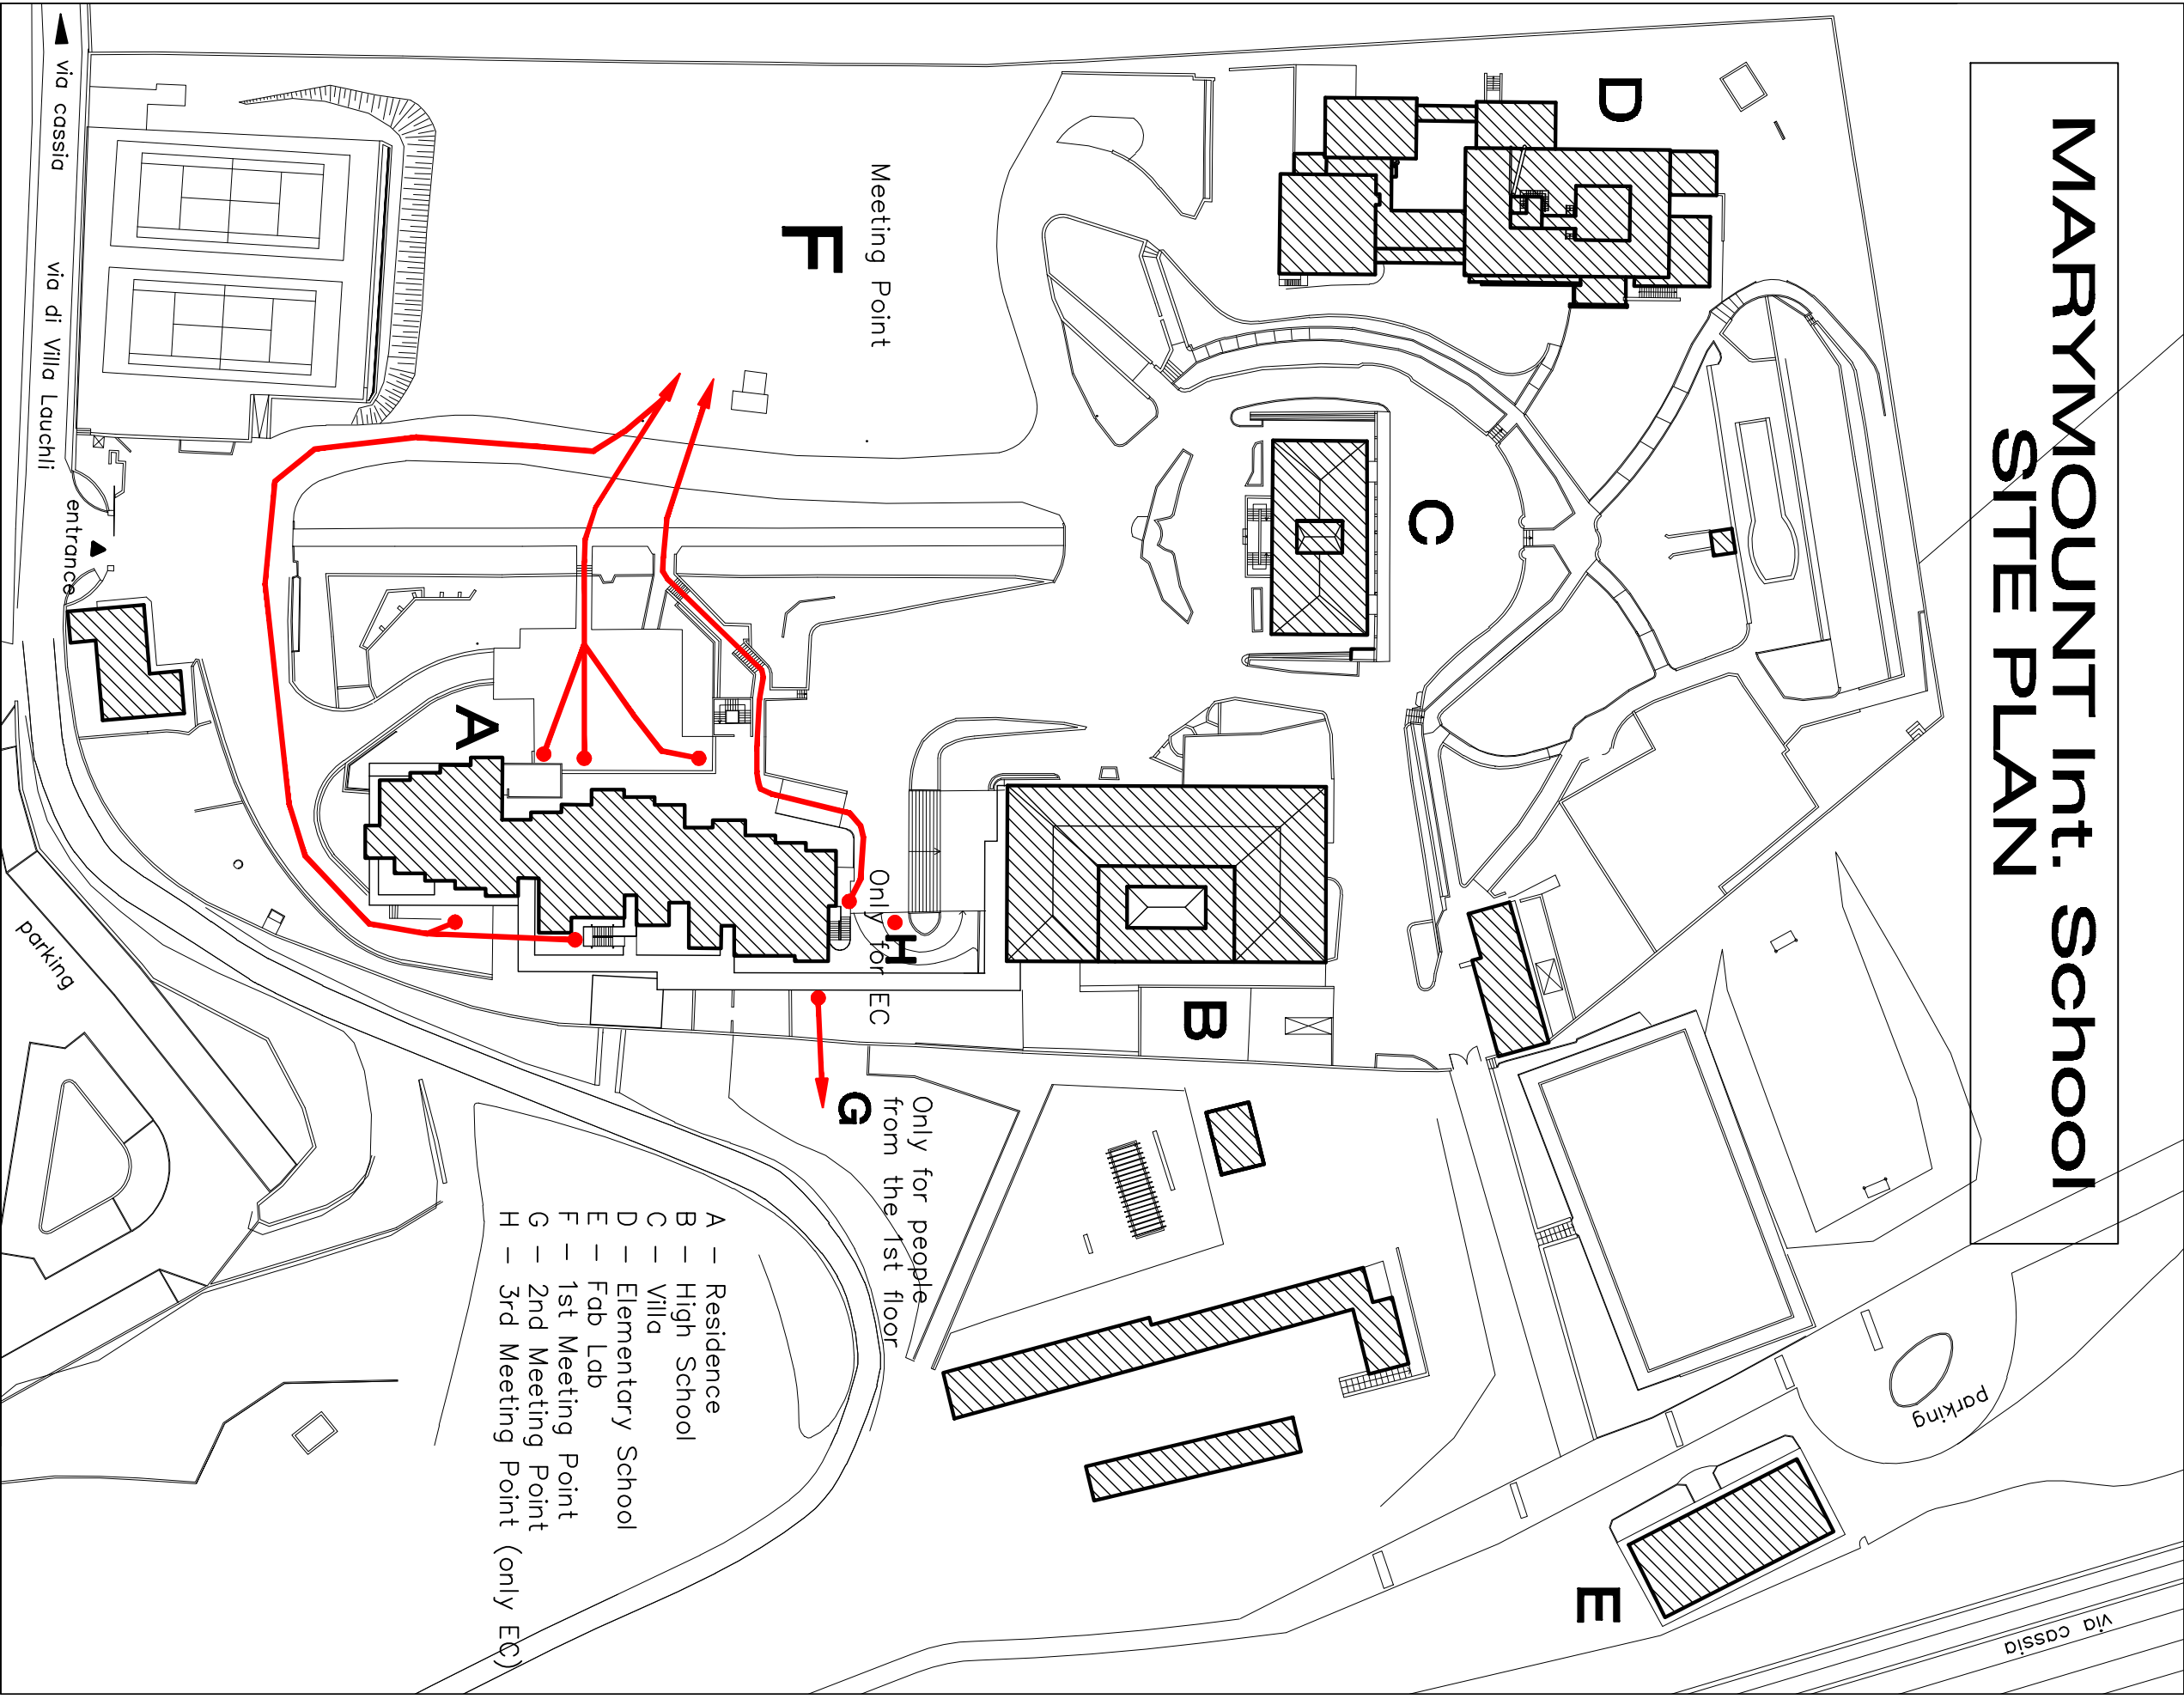 MARYMOUNT Int. School
SITE PLAN
D
C
B
E
F
Meeting Point
A
H
Only for EC
G
Only for people
from the 1st floor
A - Residence
B - High School
C - Villa
D - Elementary School
E - Fab Lab
F - 1st Meeting Point
G - 2nd Meeting Point
H - 3rd Meeting Point (only EC)
via cassia
via di Villa Lauchli
entrance
parking
parking
via cassia